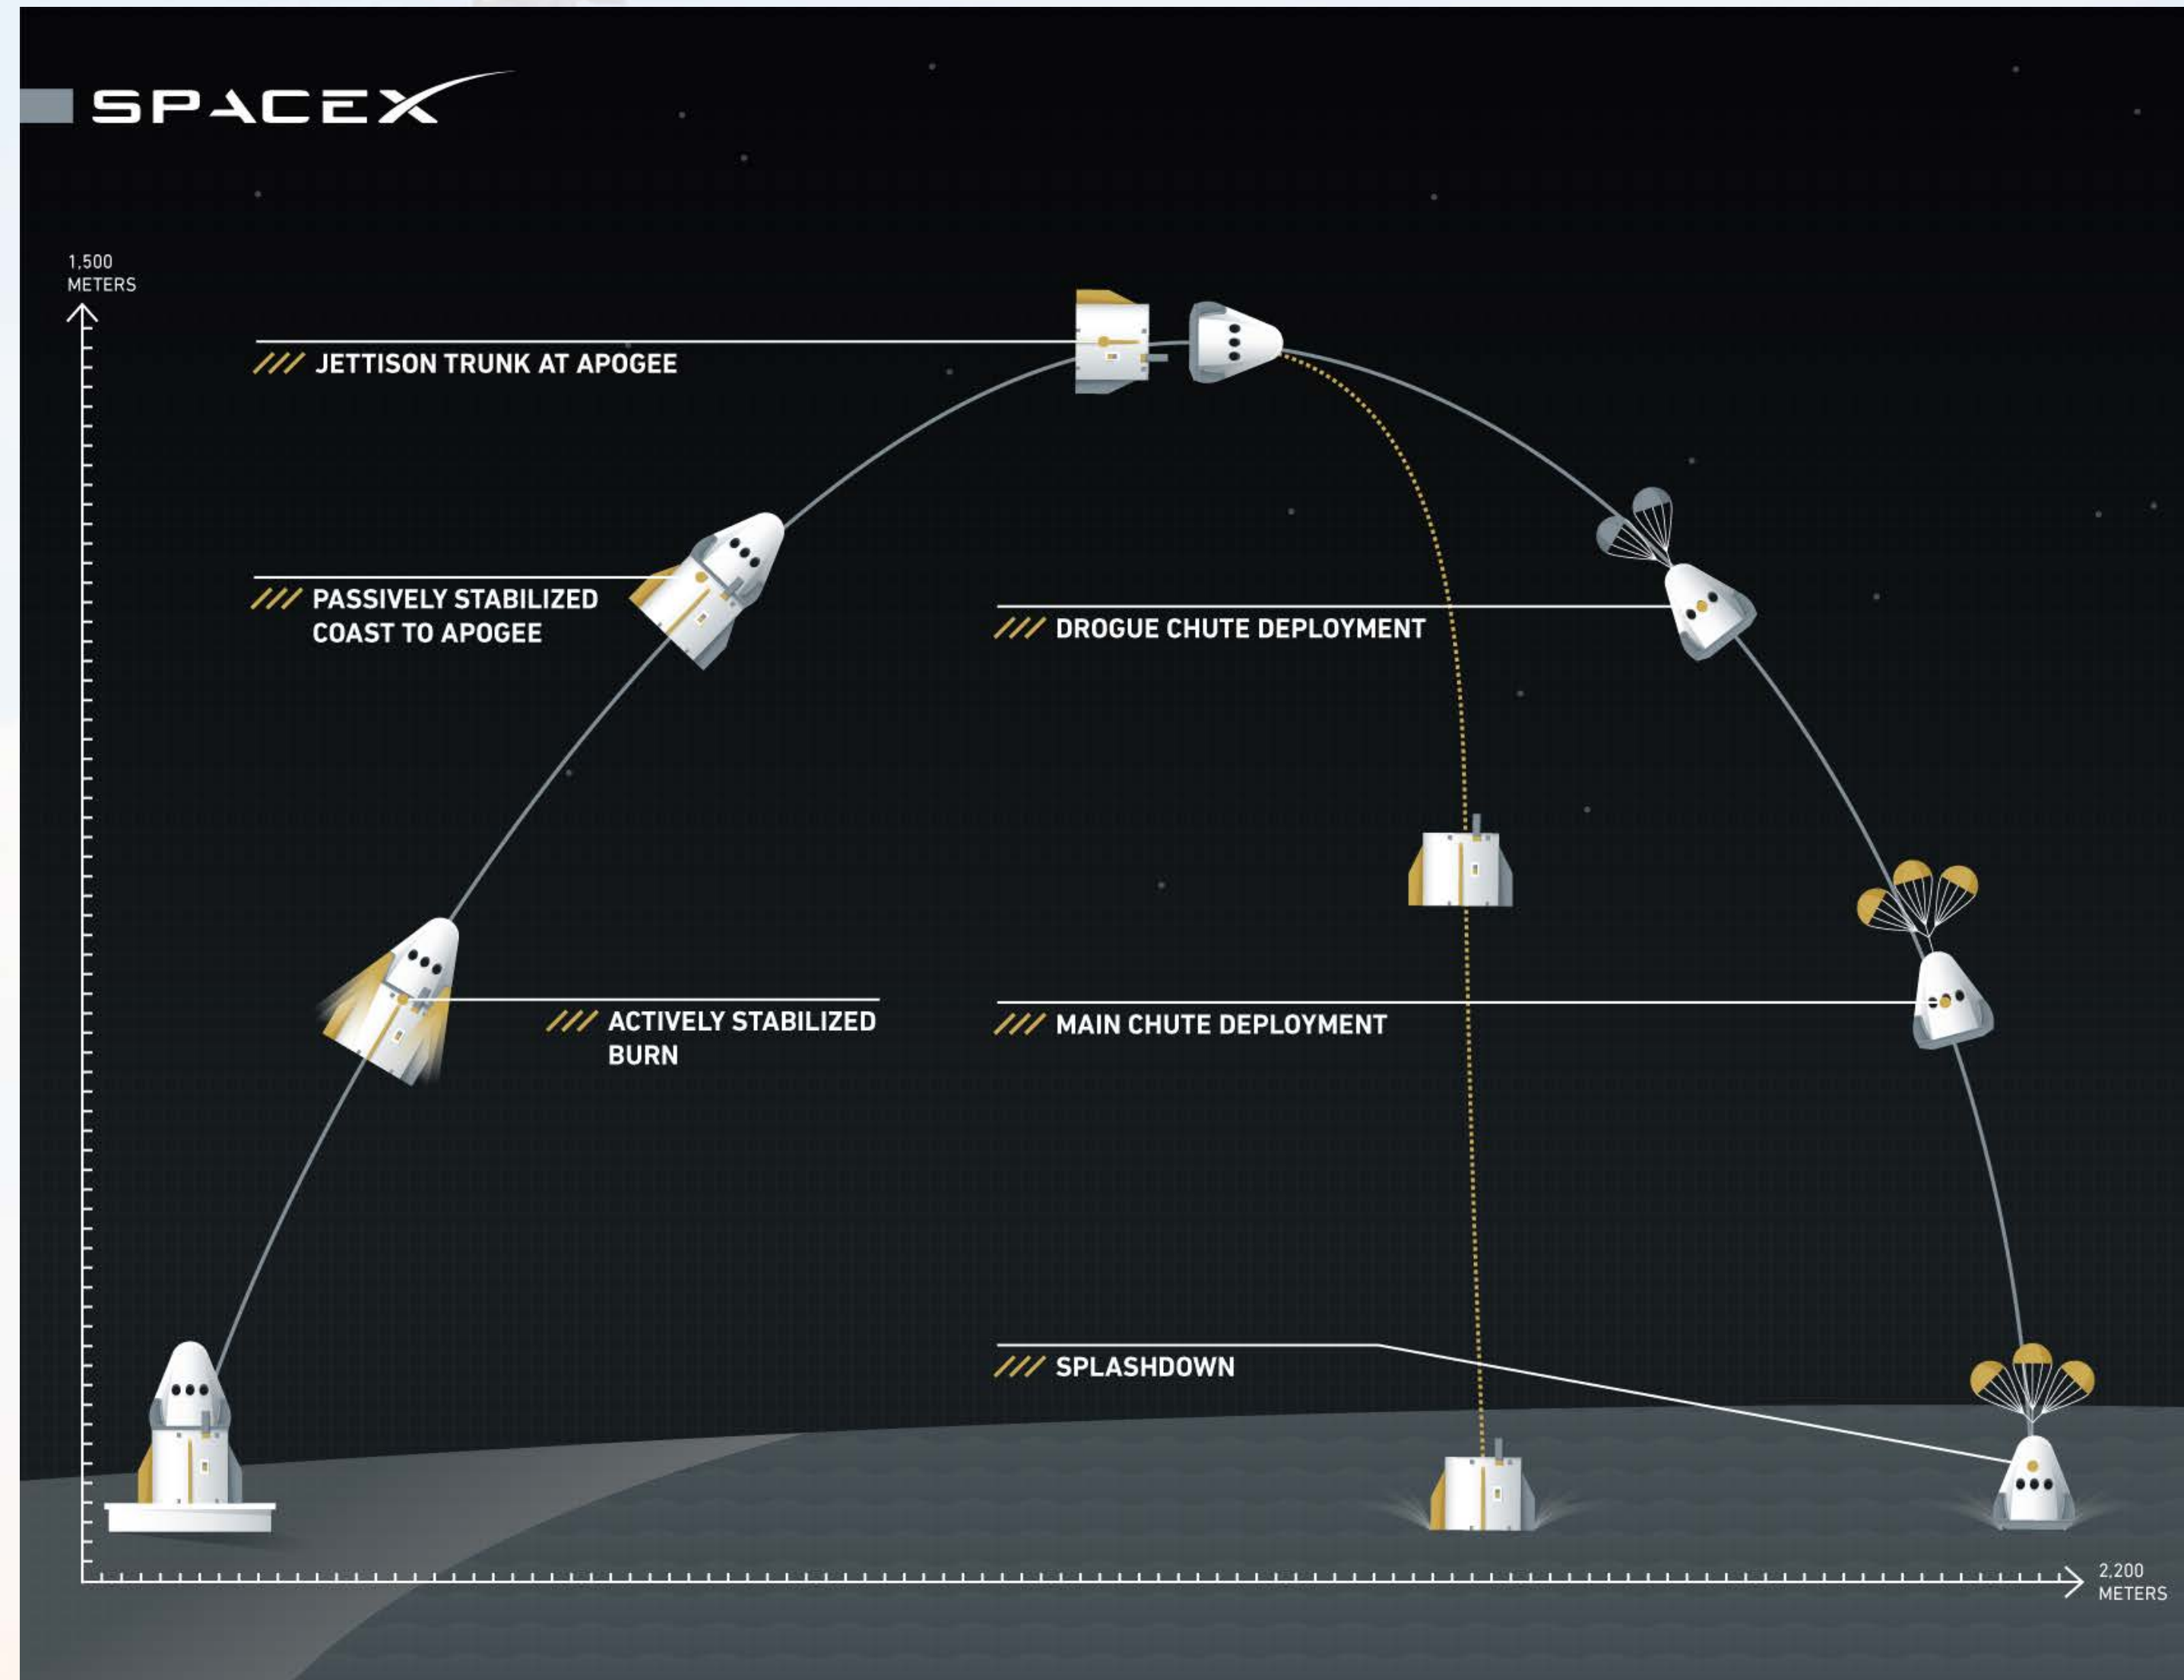 SPACEX
1,500
METERS
/// JETTISON TRUNK AT APOGEE
/// PASSIVELY STABILIZED
COAST TO APOGEE
/// DROGUE CHUTE DEPLOYMENT
/// ACTIVELY STABILIZED
BURN
/// MAIN CHUTE DEPLOYMENT
/// SPLASHDOWN
2,200
METERS